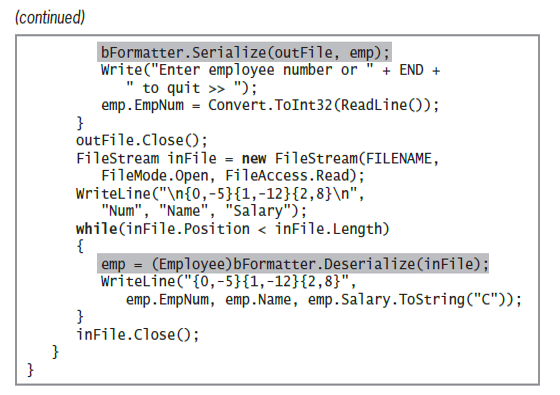 (continued)
bFormatter.Serialize(outFile, emp);
Write("Enter employee number or " + END +
" to quit >> ");
emp.EmpNum = Convert.ToInt32(ReadLine());
}
outFile.Close();
FileStream inFile = new FileStream(FILENAME,
FileMode.Open, FileAccess.Read);
WriteLine("\n{0,-5}{1,-12}{2,8}\n",
"Num", "Name", "Salary");
while(inFile.Position < inFile.Length)
{
emp = (Employee)bFormatter.Deserialize(inFile);
WriteLine("{0,-5}{1,-12}{2,8}",
emp.EmpNum, emp.Name, emp.Salary.ToString("C"));
}
inFile.Close();
}
}